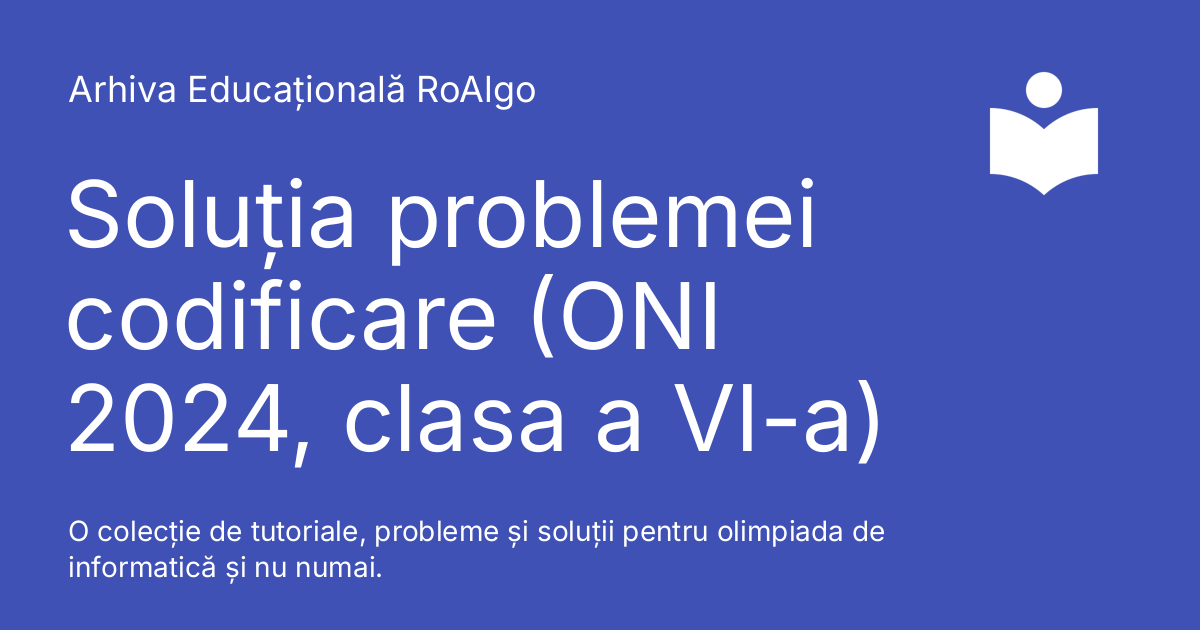 Arhiva Educațională RoAlgo
Soluția problemei
codificare (ONI
2024, clasa a VI-a)
O colecție de tutoriale, probleme și soluții pentru olimpiada de
informatică și nu numai.